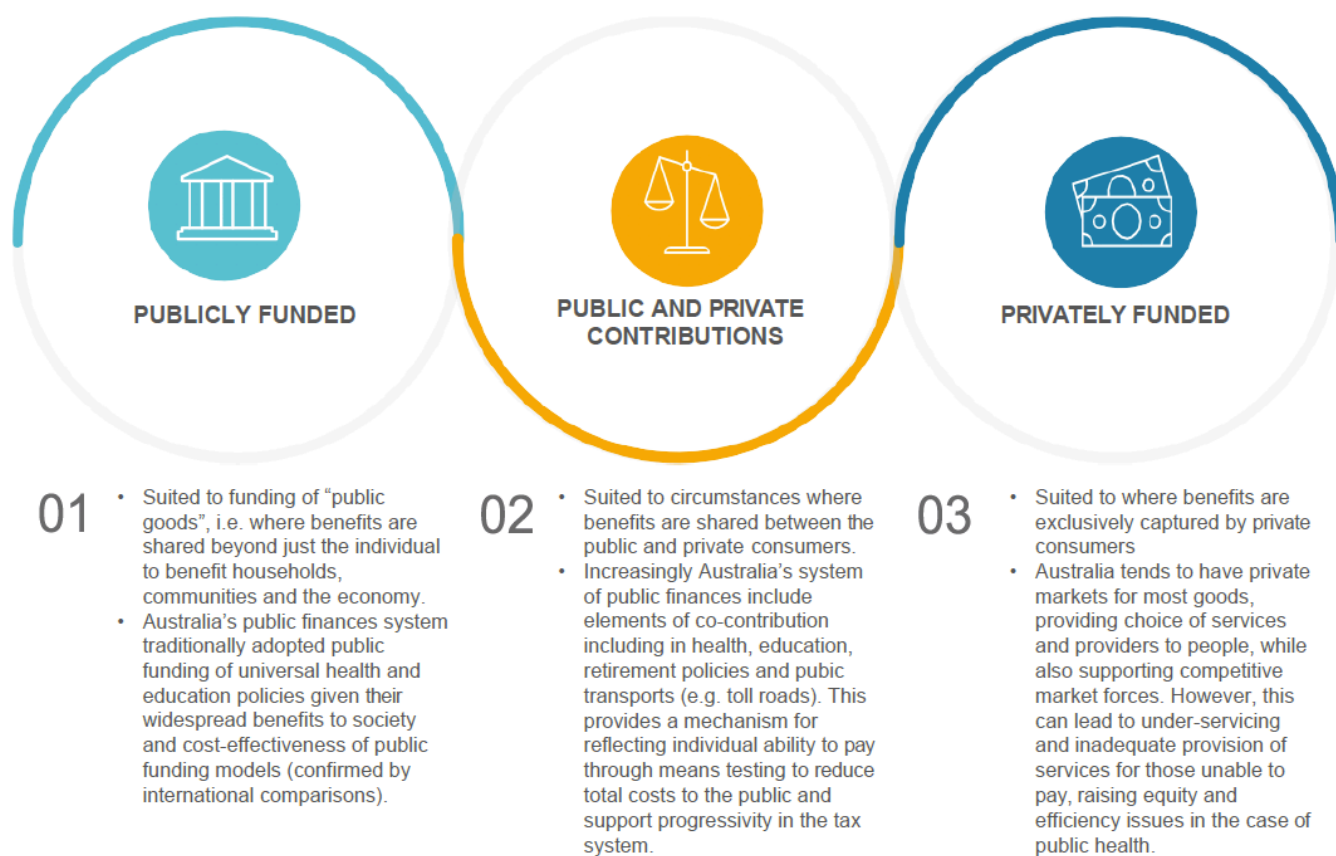 PUBLICLY FUNDED
PUBLIC AND PRIVATE
CONTRIBUTIONS
PRIVATELY FUNDED
01
• Suited to funding of “public
goods”, i.e. where benefits are
shared beyond just the individual
to benefit households,
communities and the economy.
• Australia’s public finances system
traditionally adopted public
funding of universal health and
education policies given their
widespread benefits to society
and cost-effectiveness of public
funding models (confirmed by
international comparisons).
02
• Suited to circumstances where
benefits are shared between the
public and private consumers.
• Increasingly Australia’s system
of public finances include
elements of co-contribution
including in health, education,
retirement policies and pubic
transports (e.g. toll roads). This
provides a mechanism for
reflecting individual ability to pay
through means testing to reduce
total costs to the public and
support progressivity in the tax
system.
03
• Suited to where benefits are
exclusively captured by private
consumers
• Australia tends to have private
markets for most goods,
providing choice of services
and providers to people, while
also supporting competitive
market forces. However, this
can lead to under-servicing
and inadequate provision of
services for those unable to
pay, raising equity and
efficiency issues in the case of
public health.